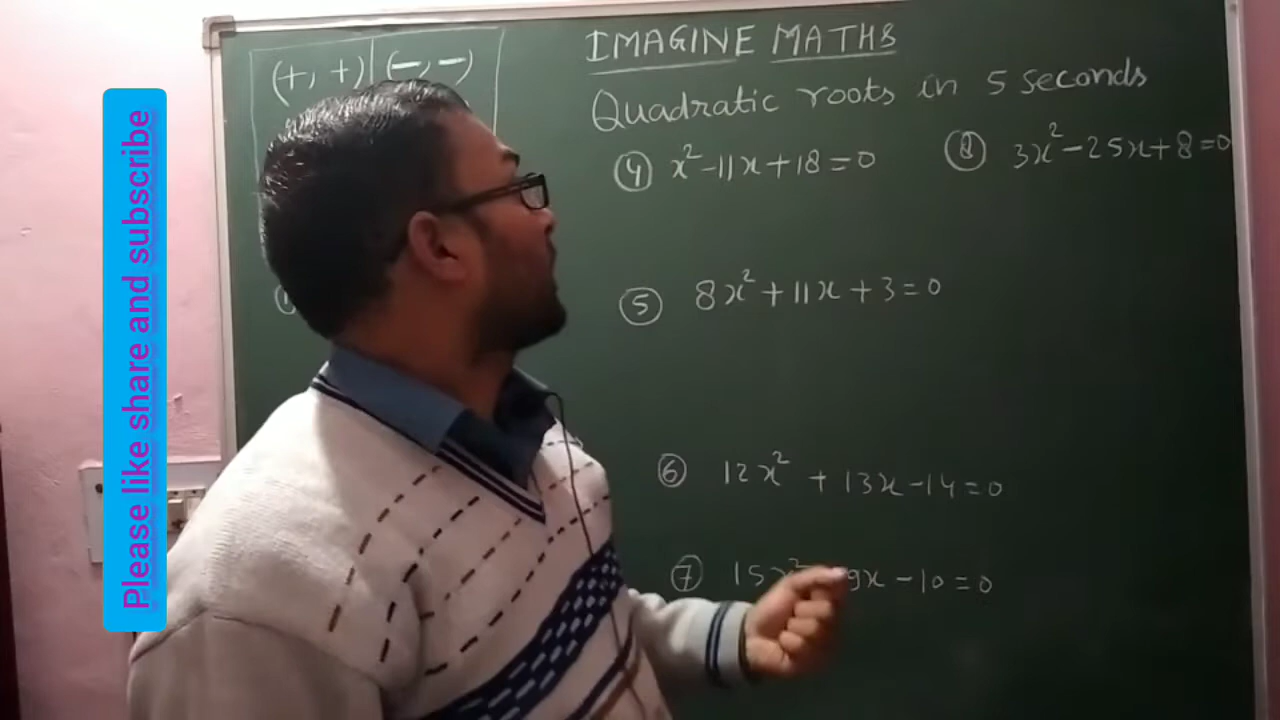 Please like share and subscribe
(+, +) | (−, −)
IMAGINE MATHS
Quadratic roots in 5 seconds
④ x² - 11x + 18 = 0
⑧ 3x² - 25x + 8 = 0
⑤ 8x² + 11x + 3 = 0
⑥ 12x² + 13x - 14 = 0
⑦ 15x² 9x - 10 = 0